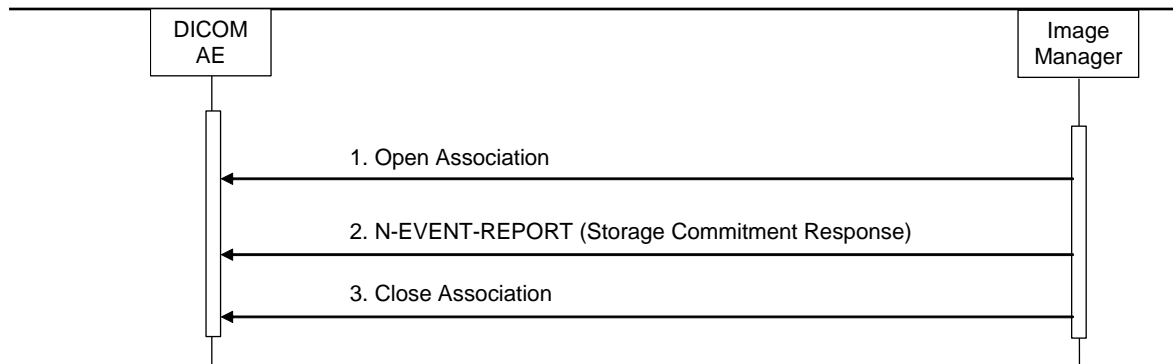 DICOM
AE
Image
Manager
1. Open Association
2. N-EVENT-REPORT (Storage Commitment Response)
3. Close Association